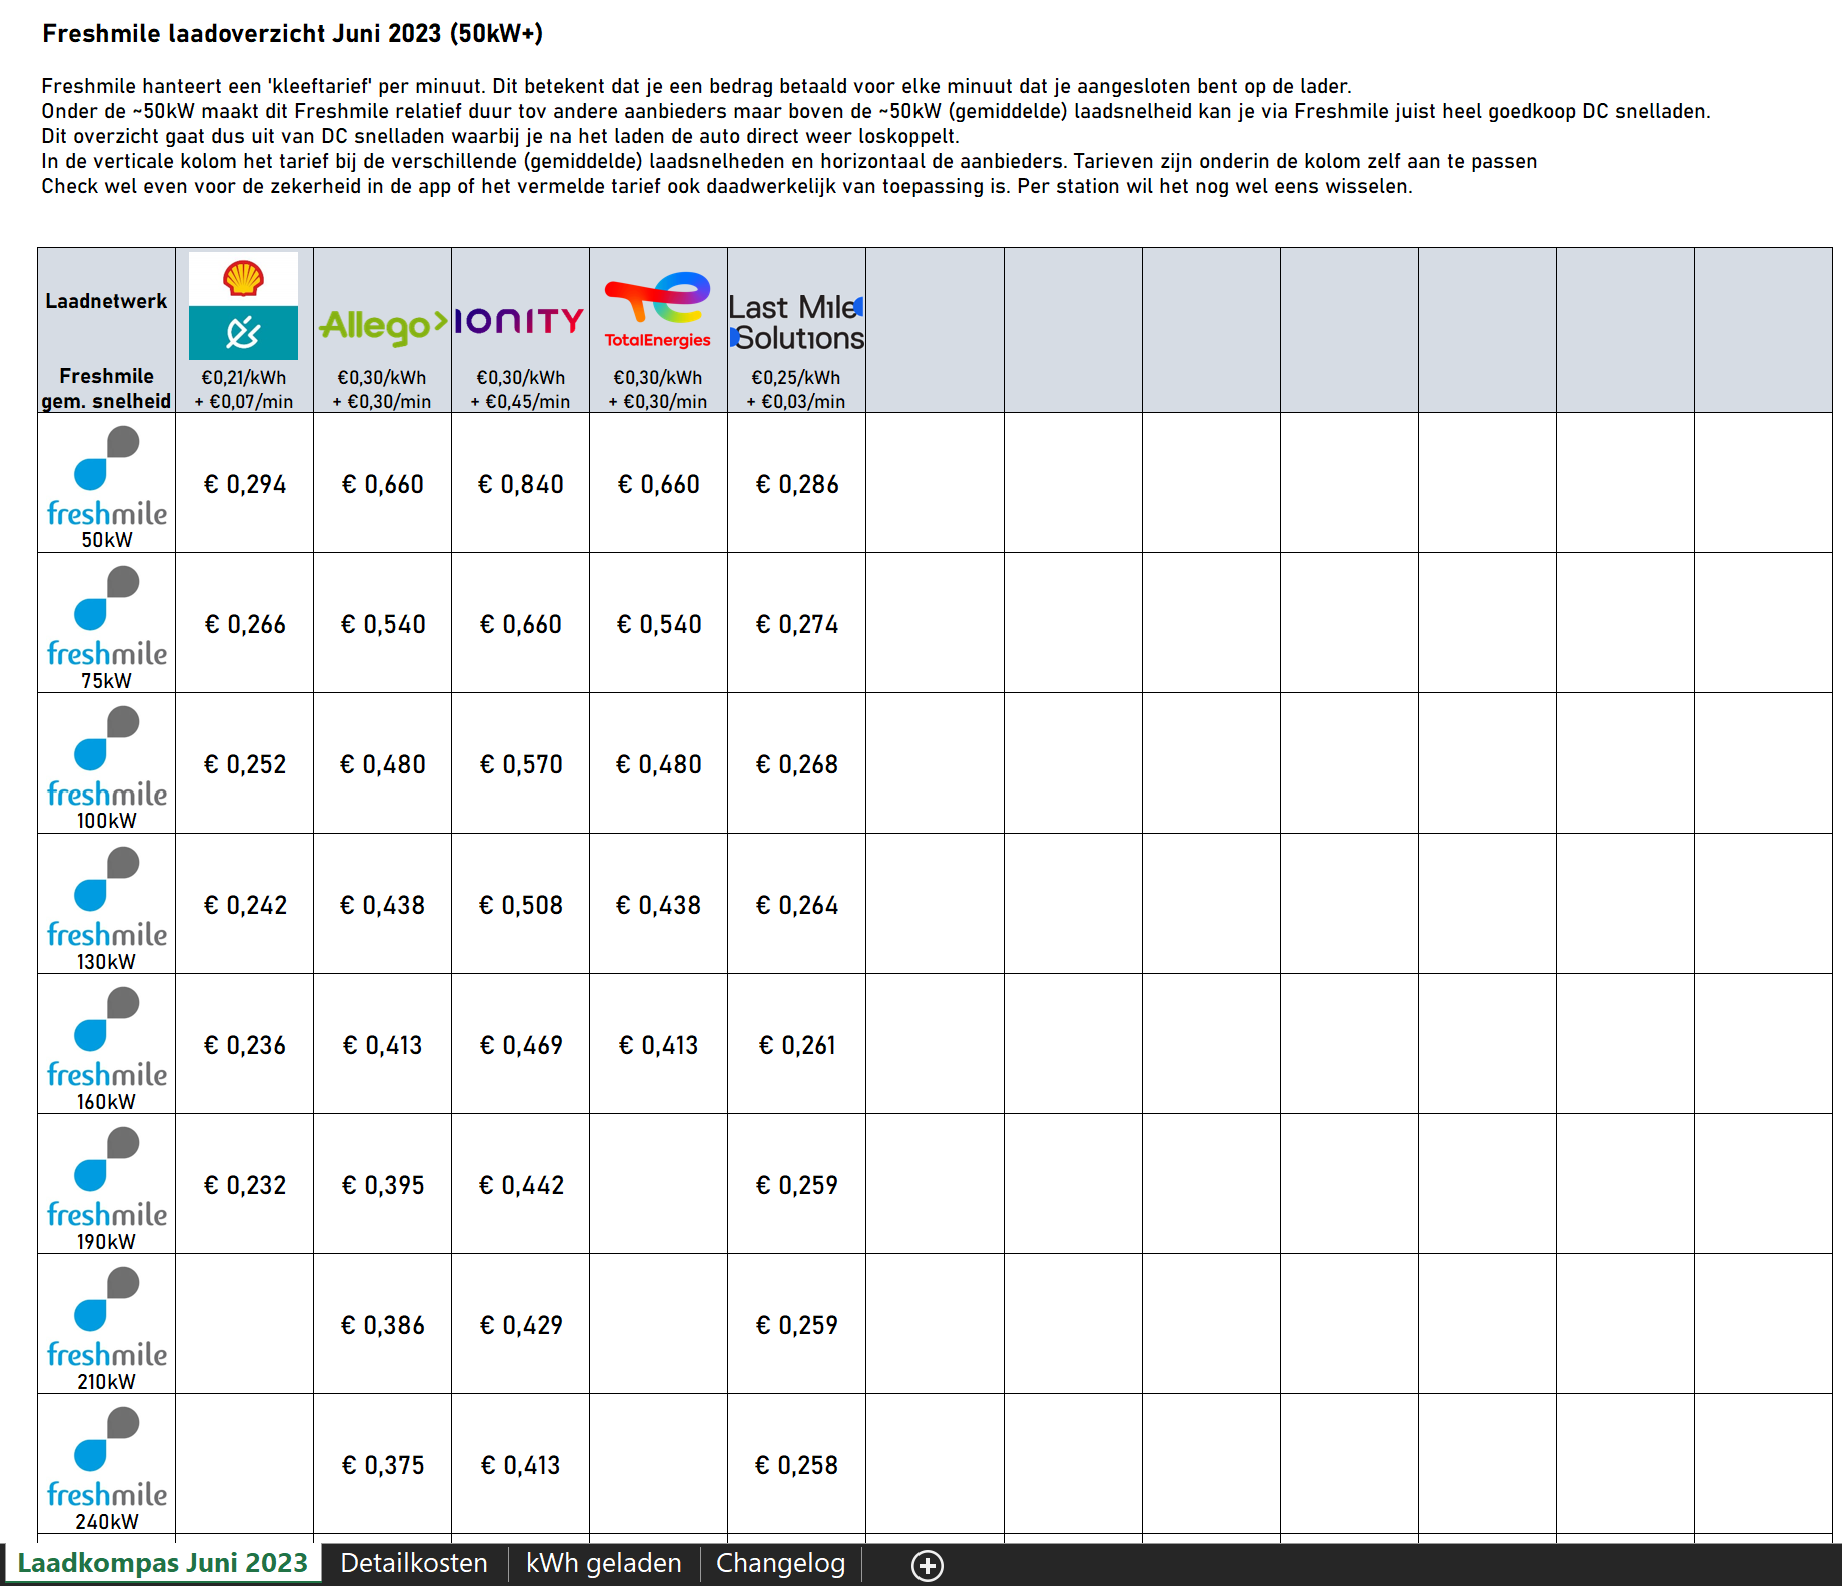 Freshmile laadoverzicht Juni 2023 (50kW+)
Freshmile hanteert een 'kleeftarief' per minuut. Dit betekent dat je een bedrag betaald voor elke minuut dat je aangesloten bent op de lader.
Onder de ~50kW maakt dit Freshmile relatief duur tov andere aanbieders maar boven de ~50kW (gemiddelde) laadsnelheid kan je via Freshmile juist heel goedkoop DC snelladen.
Dit overzicht gaat dus uit van DC snelladen waarbij je na het laden de auto direct weer loskoppelt.
In de verticale kolom het tarief bij de verschillende (gemiddelde) laadsnelheden en horizontaal de aanbieders. Tarieven zijn onderin de kolom zelf aan te passen
Check wel even voor de zekerheid in de app of het vermelde tarief ook daadwerkelijk van toepassing is. Per station wil het nog wel eens wisselen.
Laadnetwerk Allego> IONITY TotalEnergies Last Mile Solutions
Freshmile €0,21/kWh €0,30/kWh €0,30/kWh €0,30/kWh €0,25/kWh
gem. snelheid + €0,07/min + €0,30/min + €0,45/min + €0,30/min + €0,03/min
freshmile
50kW € 0,294 € 0,660 € 0,840 € 0,660 € 0,286
freshmile
75kW € 0,266 € 0,540 € 0,660 € 0,540 € 0,274
freshmile
100kW € 0,252 € 0,480 € 0,570 € 0,480 € 0,268
freshmile
130kW € 0,242 € 0,438 € 0,508 € 0,438 € 0,264
freshmile
160kW € 0,236 € 0,413 € 0,469 € 0,413 € 0,261
freshmile
190kW € 0,232 € 0,395 € 0,442 € 0,259
freshmile
210kW € 0,386 € 0,429 € 0,259
freshmile
240kW € 0,375 € 0,413 € 0,258
Laadkompas Juni 2023 Detailkosten kWh geladen Changelog